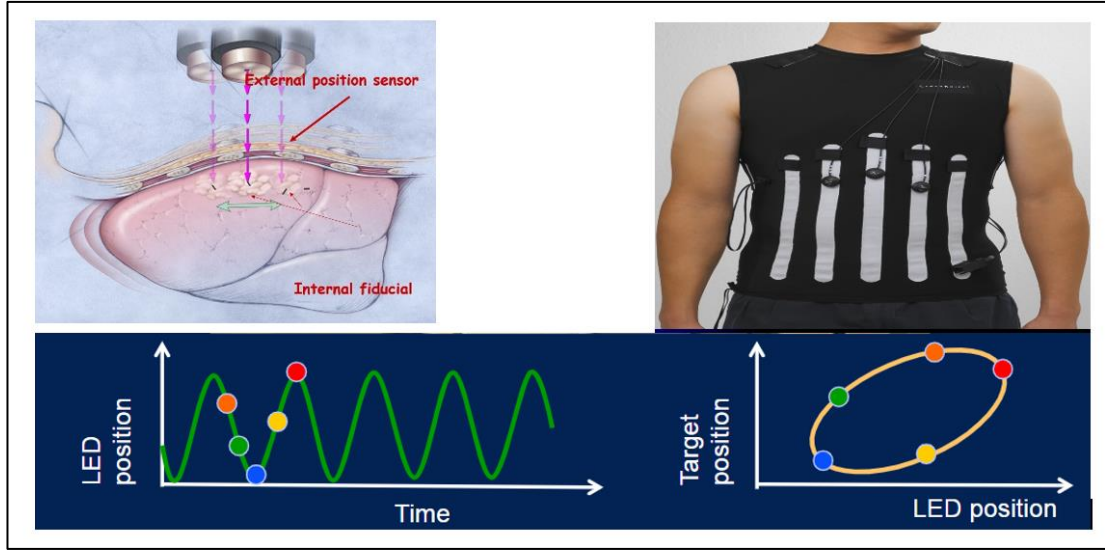 External position sensor
Internal fiducial
LED
position
Time
Target
position
LED position